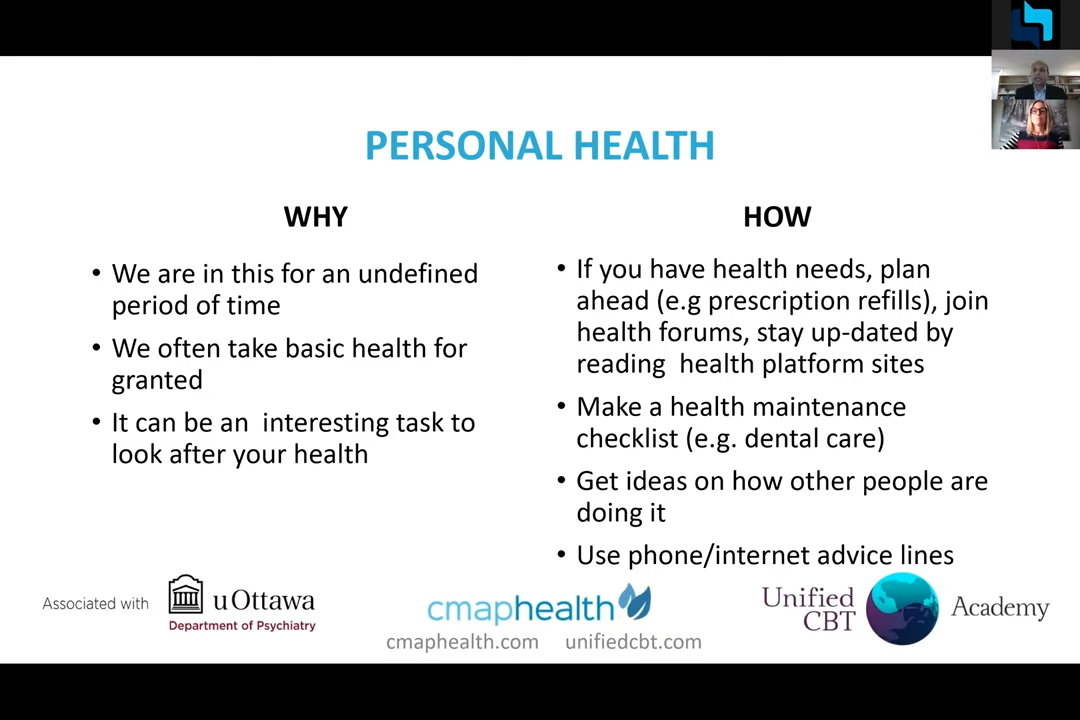 PERSONAL HEALTH
WHY
• We are in this for an undefined
period of time
• We often take basic health for
granted
• It can be an  interesting task to
look after your health
HOW
• If you have health needs, plan
ahead (e.g prescription refills), join
health forums, stay up-dated by
reading  health platform sites
• Make a health maintenance
checklist (e.g. dental care)
• Get ideas on how other people are
doing it
• Use phone/internet advice lines
Associated with
uOttawa
Department of Psychiatry
cmaphealth
cmaphealth.com
unifiedcbt.com
Unified
CBT
Academy